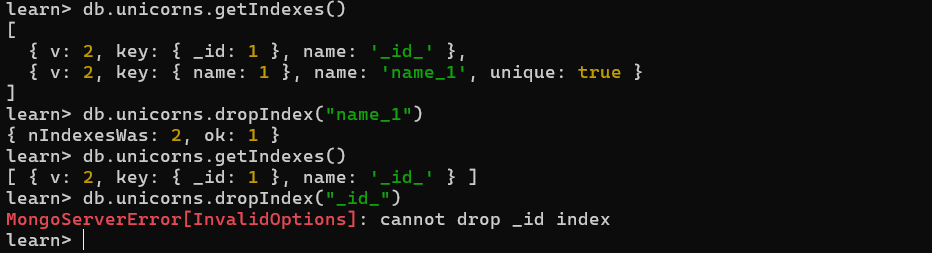 learn> db.unicorns.getIndexes()
[
  { v: 2, key: { _id: 1 }, name: '_id_' },
  { v: 2, key: { name: 1 }, name: 'name_1', unique: true }
]
learn> db.unicorns.dropIndex("name_1")
{ nIndexesWas: 2, ok: 1 }
learn> db.unicorns.getIndexes()
[ { v: 2, key: { _id: 1 }, name: '_id_' } ]
learn> db.unicorns.dropIndex("_id_")
MongoServerError[InvalidOptions]: cannot drop _id index
learn>